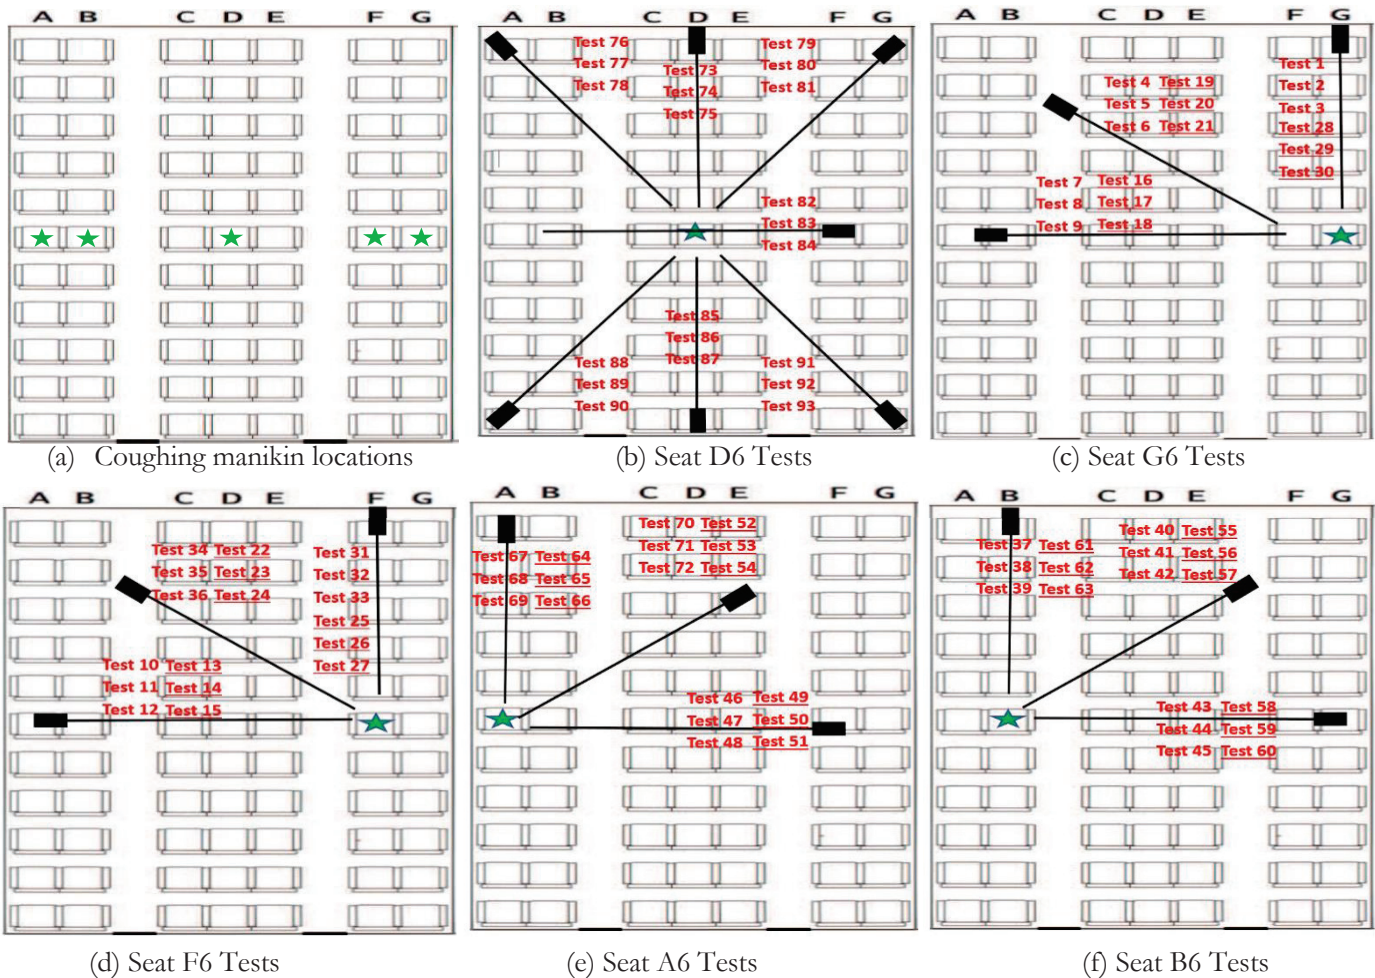 A B C D E F G
(a) Coughing manikin locations
A B C D E F G
Test 76
Test 77
Test 78
Test 73
Test 74
Test 75
Test 79
Test 80
Test 81
Test 82
Test 83
Test 84
Test 85
Test 86
Test 87
Test 88
Test 89
Test 90
Test 91
Test 92
Test 93
(b) Seat D6 Tests
A B C D E F G
Test 1
Test 2
Test 3
Test 28
Test 29
Test 30
Test 4 Test 19
Test 5 Test 20
Test 6 Test 21
Test 7 Test 16
Test 8 Test 17
Test 9 Test 18
(c) Seat G6 Tests
A B C D E F G
Test 34 Test 22
Test 35 Test 23
Test 36 Test 24
Test 31
Test 32
Test 33
Test 25
Test 26
Test 27
Test 10 Test 13
Test 11 Test 14
Test 12 Test 15
(d) Seat F6 Tests
A B C D E F G
Test 70 Test 52
Test 71 Test 53
Test 72 Test 54
Test 67 Test 64
Test 68 Test 65
Test 69 Test 66
Test 46 Test 49
Test 47 Test 50
Test 48 Test 51
(e) Seat A6 Tests
A B C D E F G
Test 37 Test 61
Test 38 Test 62
Test 39 Test 63
Test 40 Test 55
Test 41 Test 56
Test 42 Test 57
Test 43 Test 58
Test 44 Test 59
Test 45 Test 60
(f) Seat B6 Tests